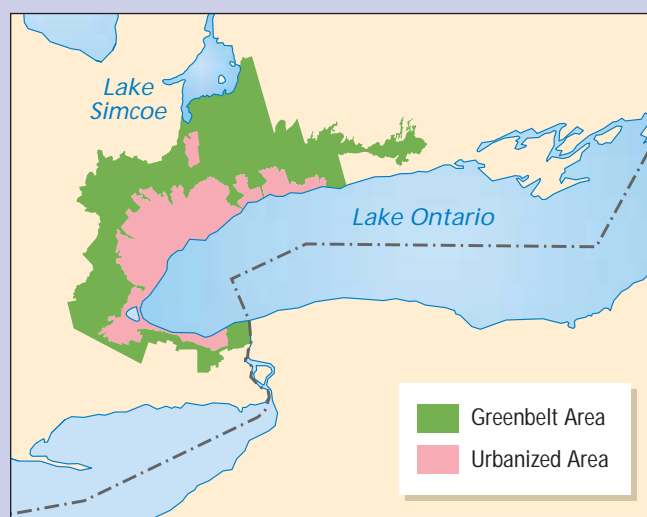 Lake
Simcoe
Lake Ontario
Greenbelt Area
Urbanized Area